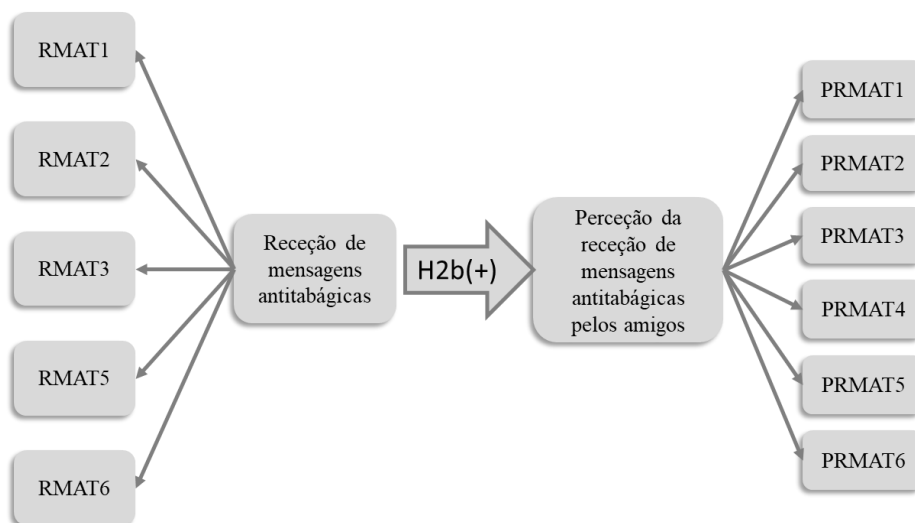 RMAT1
RMAT2
RMAT3
RMAT5
RMAT6
Receção de
mensagens
antitabágicas
H2b(+)
Perceção da
receção de
mensagens
antitabágicas
pelos amigos
PRMAT1
PRMAT2
PRMAT3
PRMAT4
PRMAT5
PRMAT6